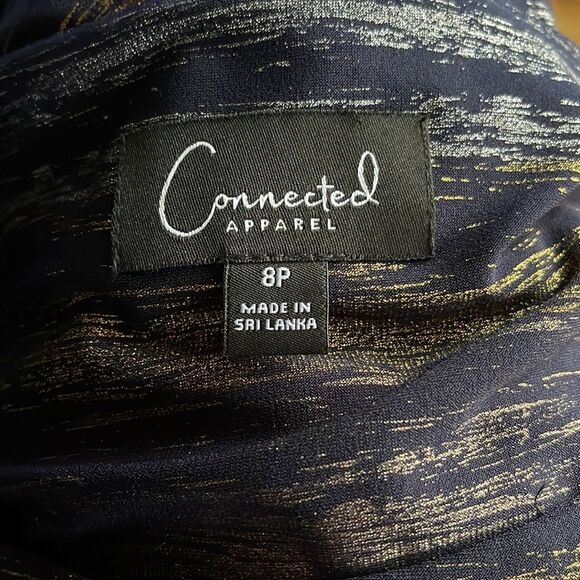 Connected
APPAREL
8P
MADE IN
SRI LANKA